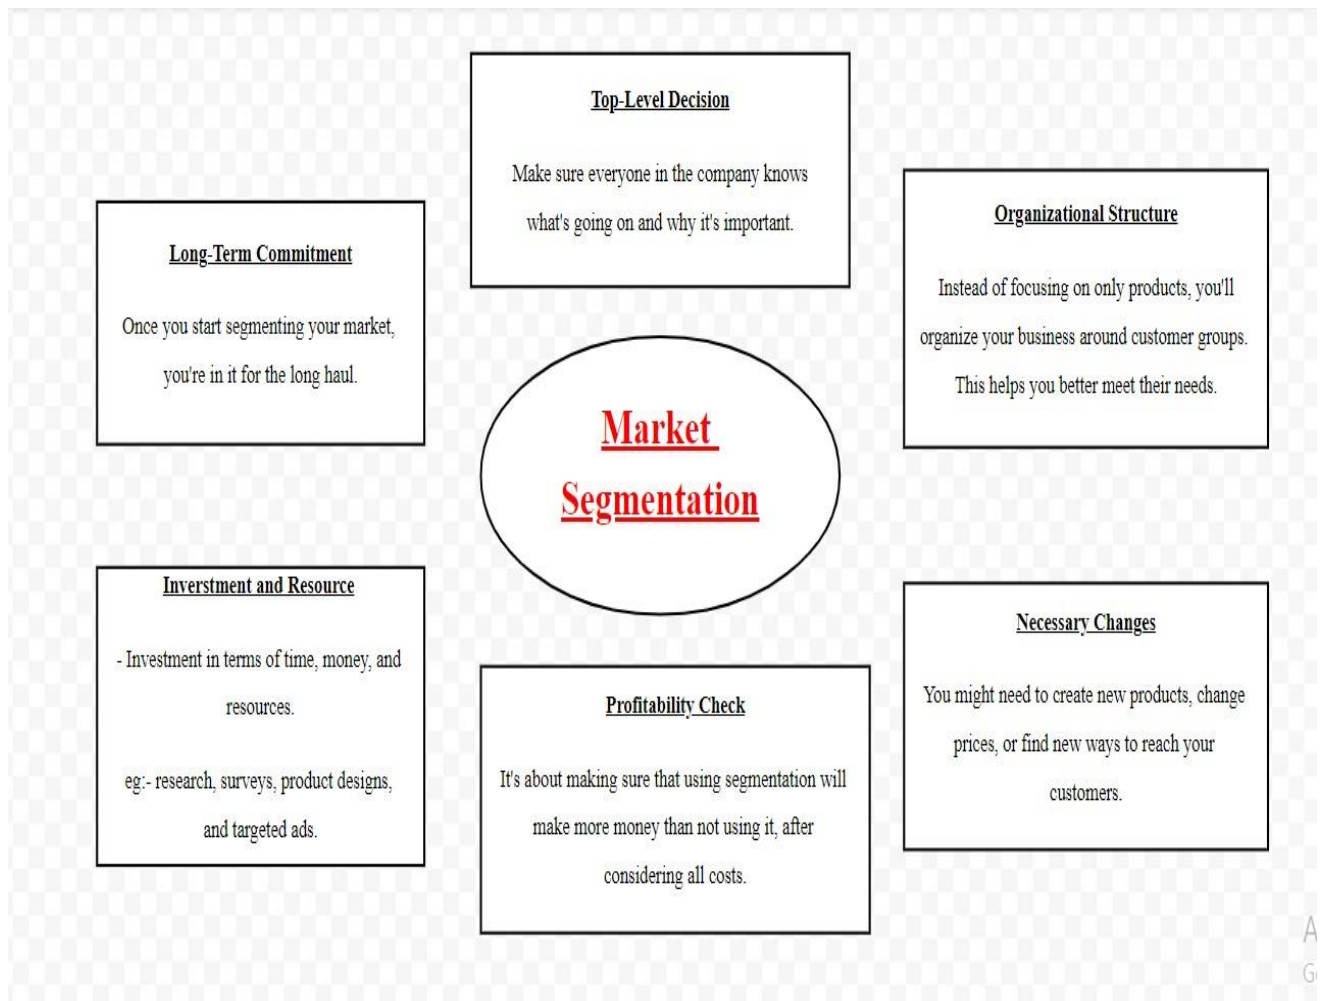 Top-Level Decision
Make sure everyone in the company knows
what's going on and why it's important.
Organizational Structure
Instead of focusing on only products, you'll
organize your business around customer groups.
This helps you better meet their needs.
Long-Term Commitment
Once you start segmenting your market,
you're in it for the long haul.
Market
Segmentation
Inverstment and Resource
- Investment in terms of time, money, and
resources.
eg:- research, surveys, product designs,
and targeted ads.
Profitability Check
It's about making sure that using segmentation will
make more money than not using it, after
considering all costs.
Necessary Changes
You might need to create new products, change
prices, or find new ways to reach your
customers.